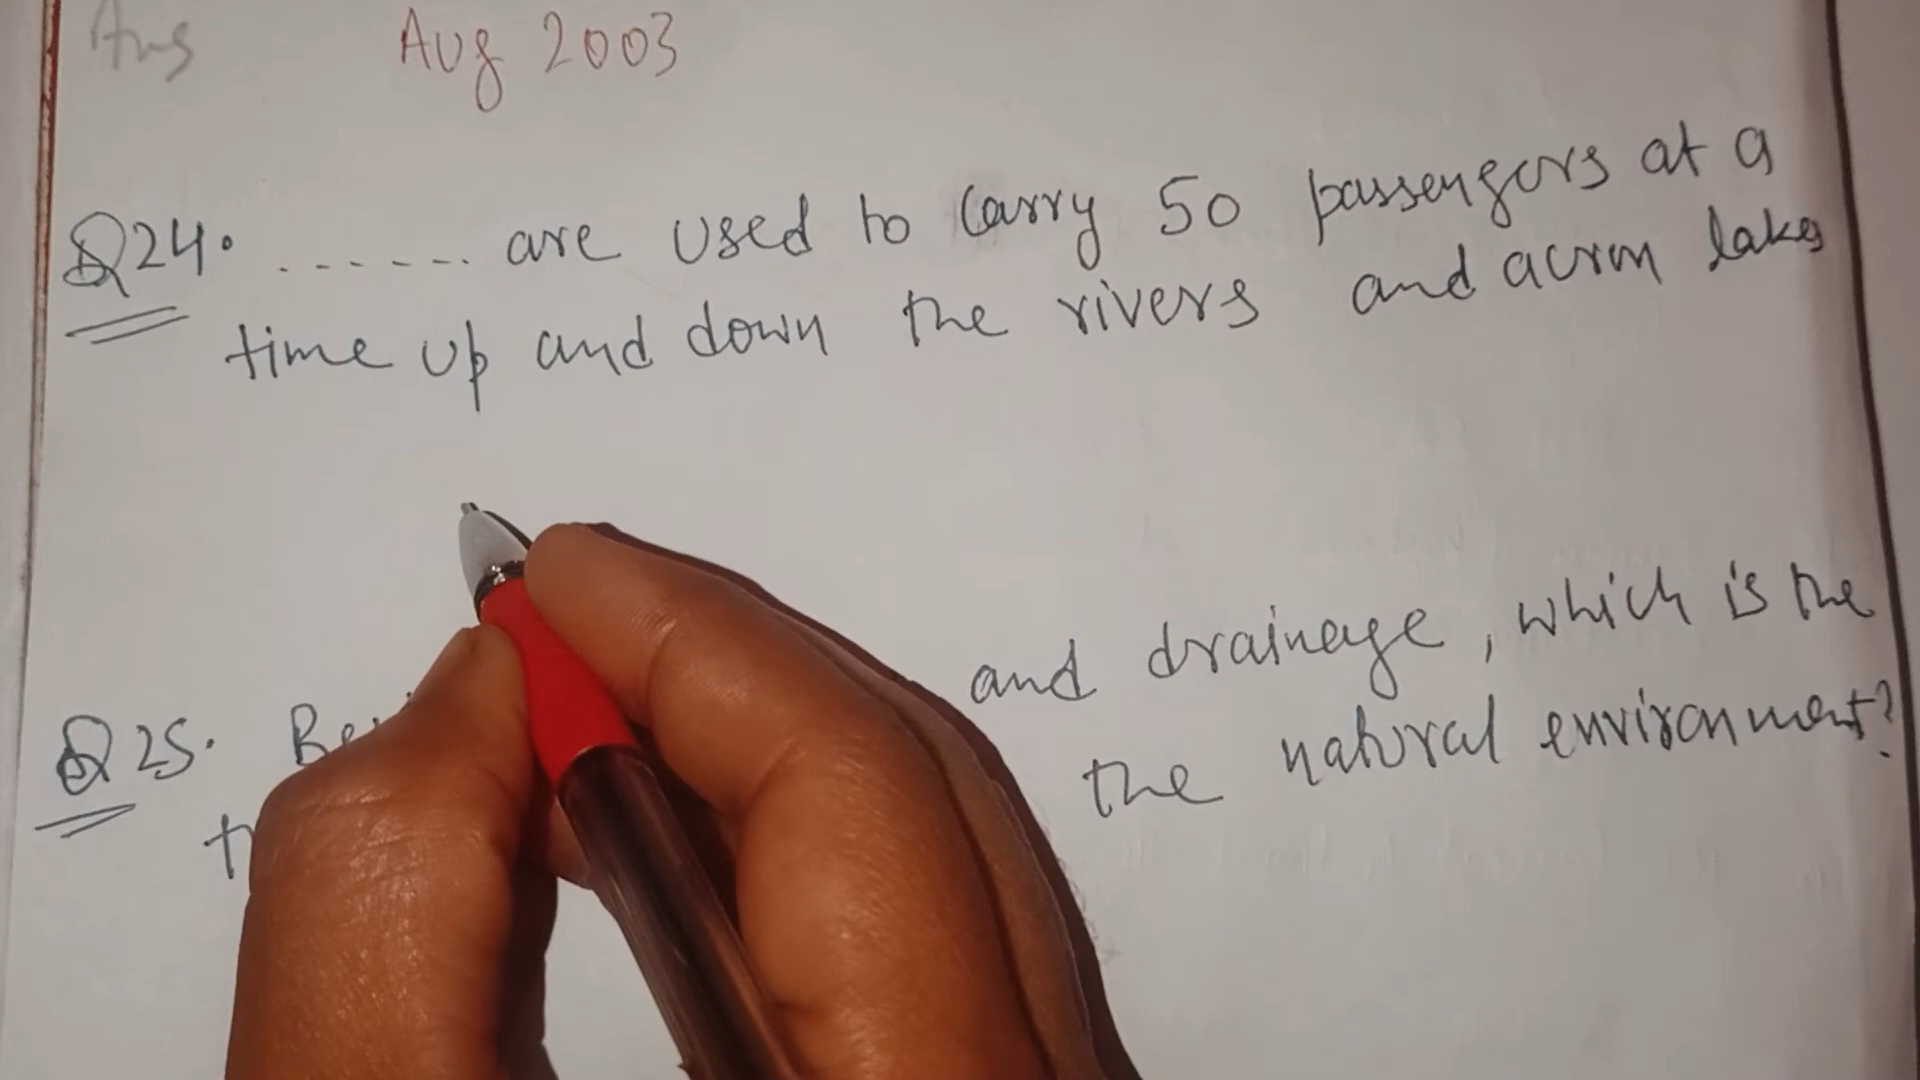 Ans Aug 2003
Q24. ....... are used to carry 50 passengers at a
time up and down the rivers and across lakes
Q25. and drainage, which is the
the natural environment?